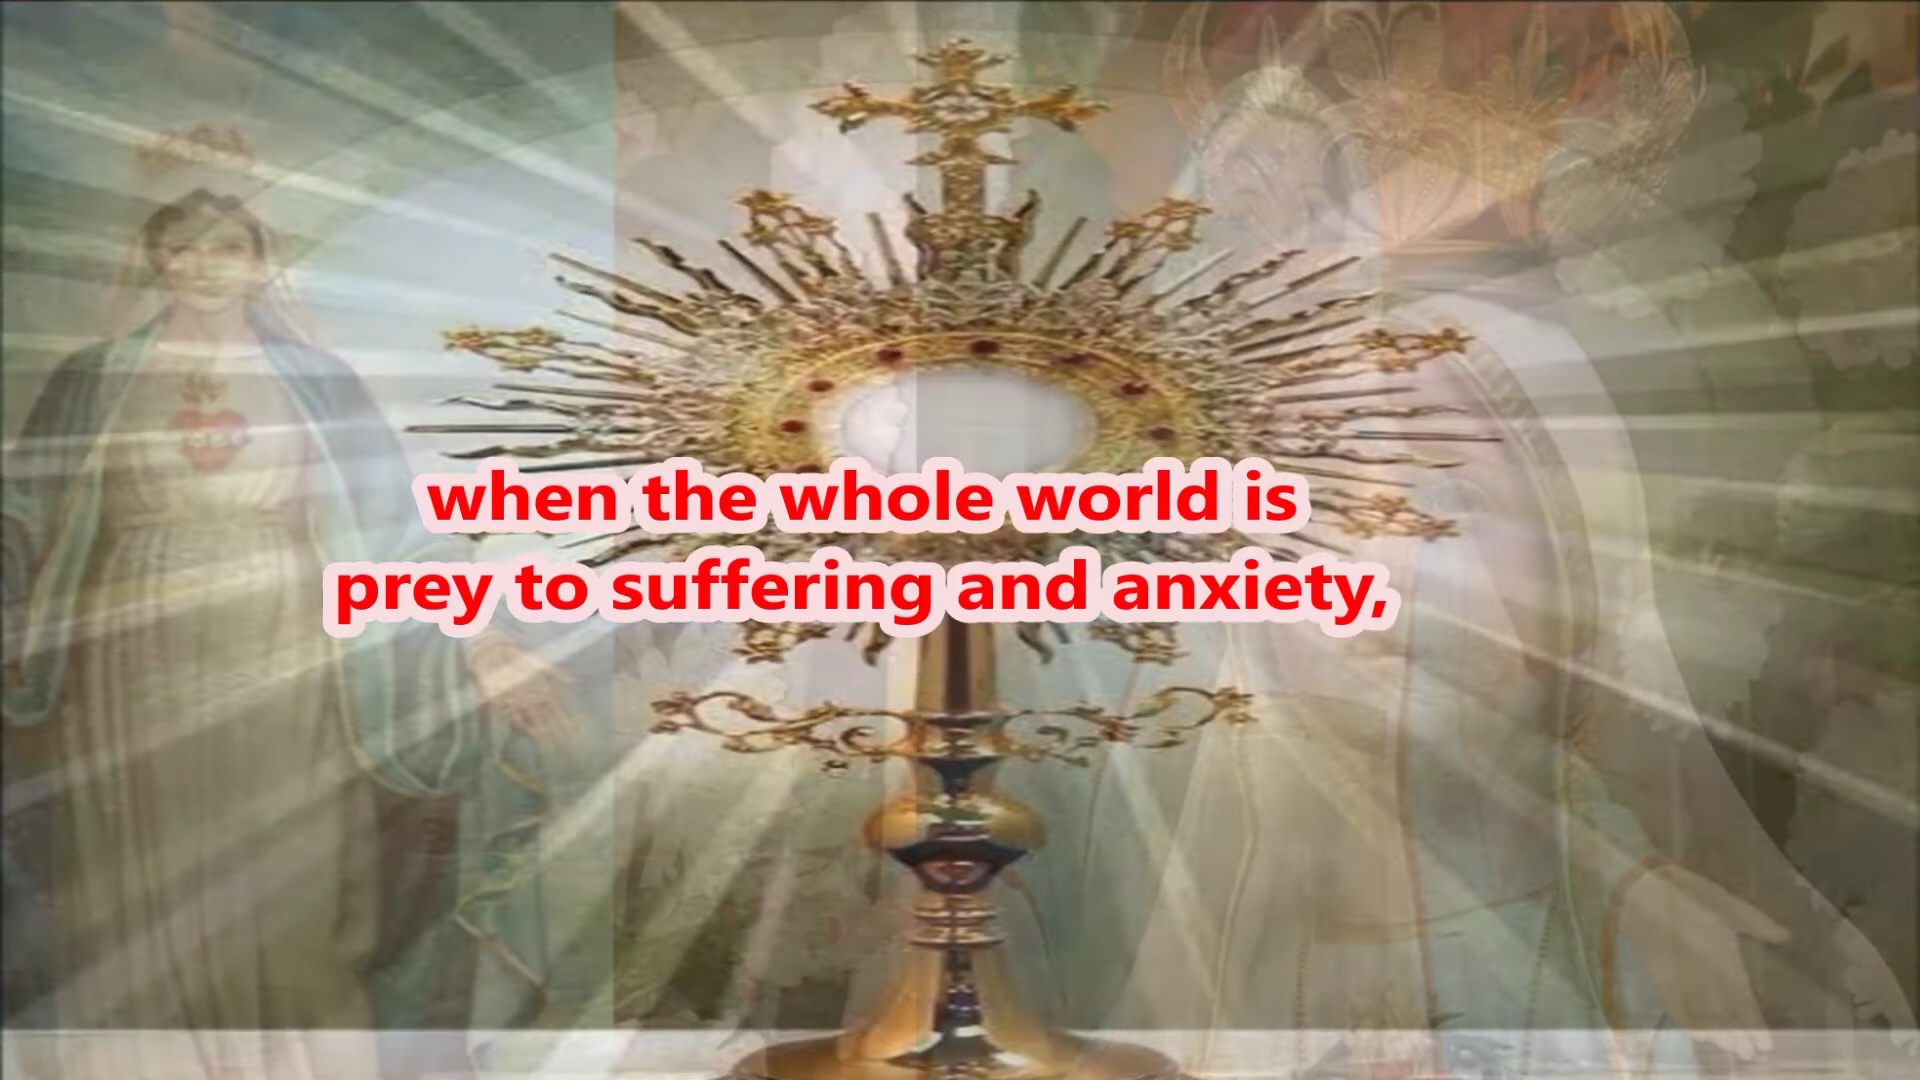 when the whole world is
prey to suffering and anxiety,